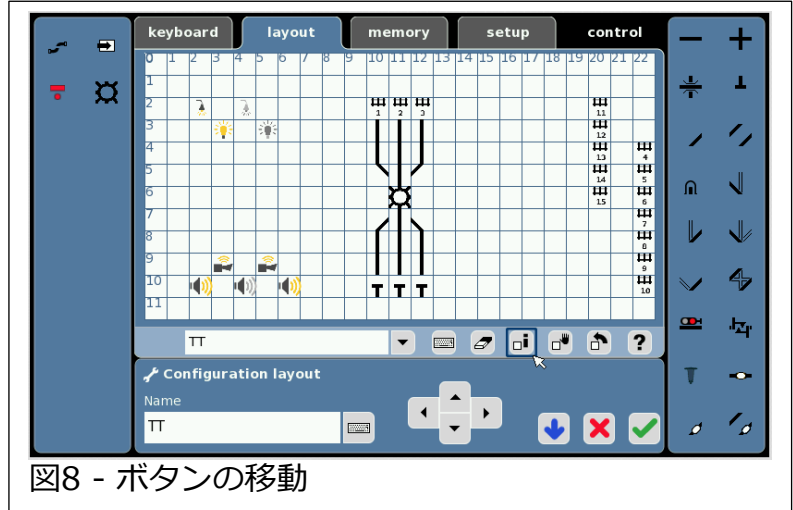 keyboard layout memory setup control
0 1 2 3 4 5 6 7 8 9 10 11 12 13 14 15 16 17 18 19 20 21 22
1
2
1 2 3 11
3
12
4
13 4
5
14 5
6
15 6
7
7
8
8
9
9
10
10
11
TT
i ?
Configuration layout
Name
TT
図8 - ボタンの移動